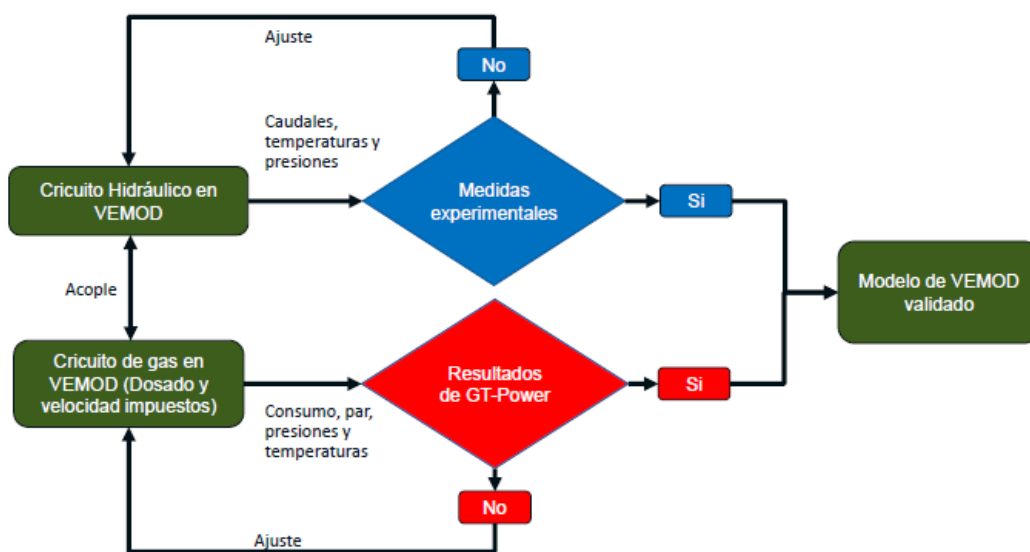 Ajuste
No
Caudales,
temperaturas y
presiones
Cricuito Hidráulico en
VEMOD
Medidas
experimentales
Si
Acople
Modelo de VEMOD
validado
Cricuito de gas en
VEMOD (Dosado y
velocidad impuestos)
Resultados
de GT-Power
Si
Consumo, par,
presiones y
temperaturas
No
Ajuste